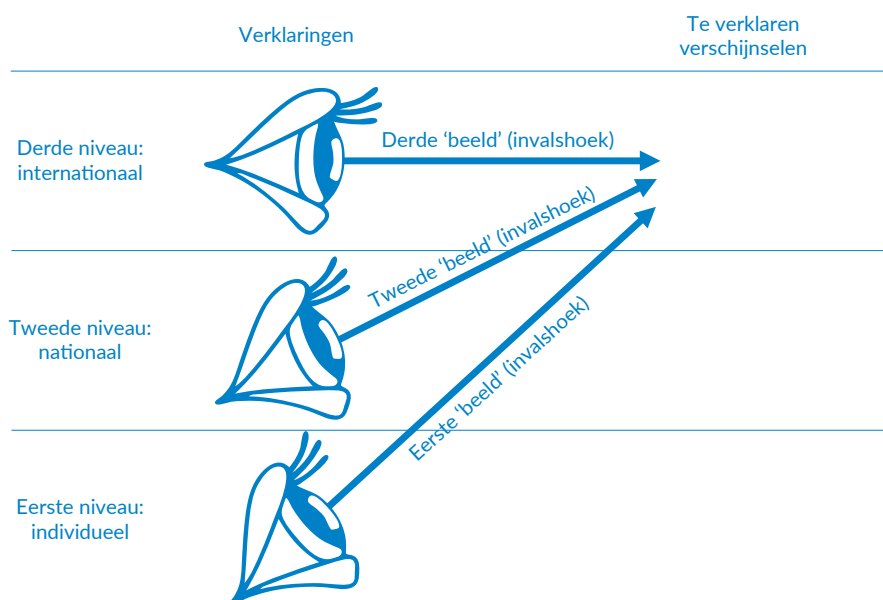 Verklaringen
Te verklaren
verschijnselen
Derde niveau:
internationaal
Derde ‘beeld’ (invalshoek)
Tweede niveau:
nationaal
Tweede ‘beeld’ (invalshoek)
Eerste niveau:
individueel
Eerste ‘beeld’ (invalshoek)